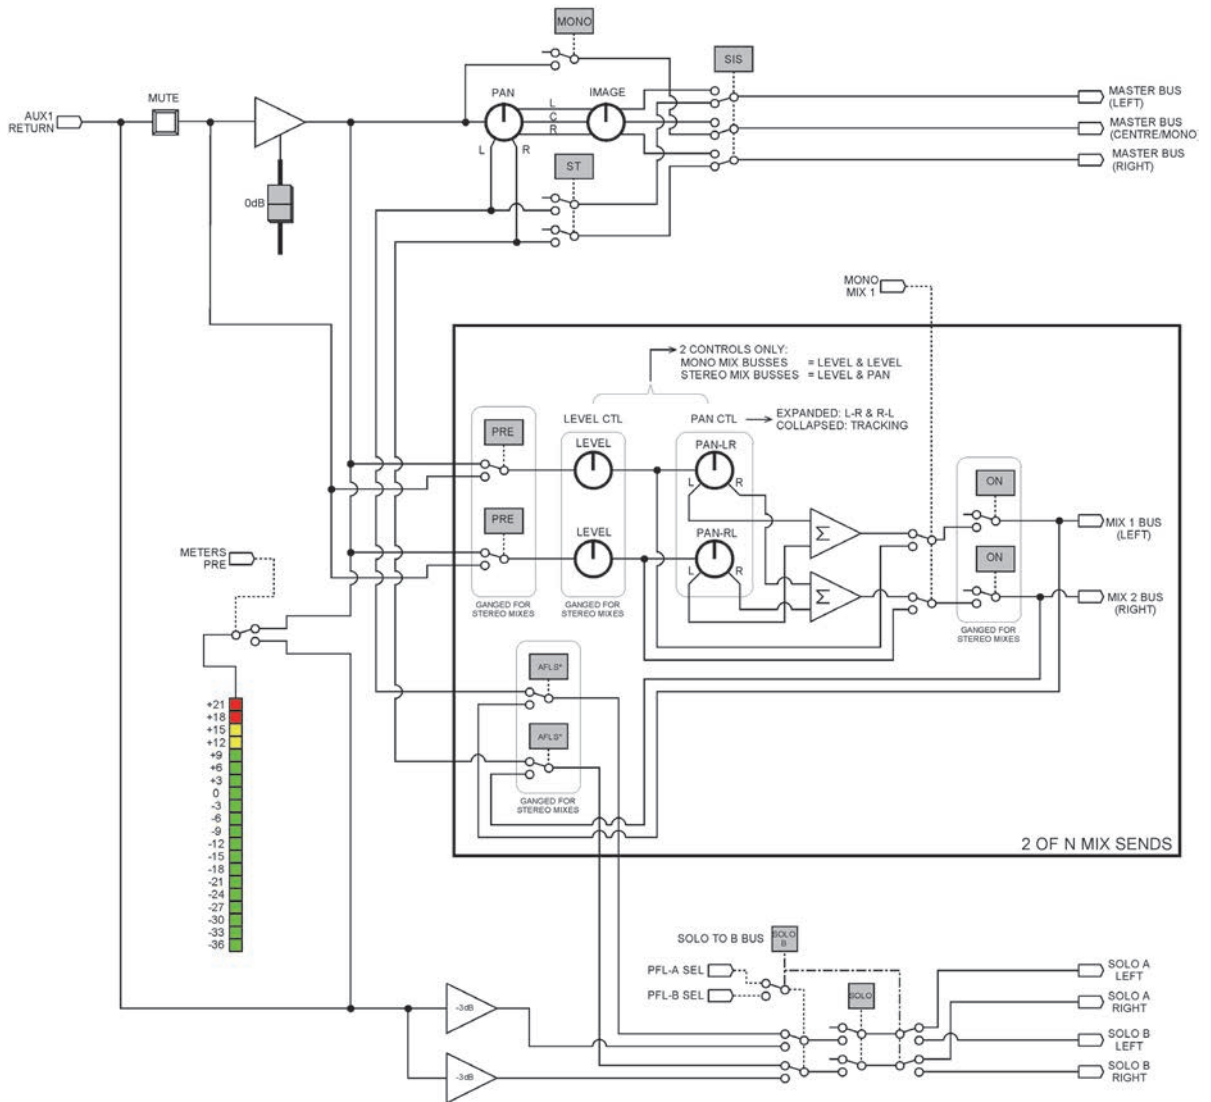 MONO
SIS
PAN
IMAGE
MUTE
AUX1
RETURN
L
C
R
L
R
ST
0dB
MASTER BUS
(LEFT)
MASTER BUS
(CENTRE/MONO)
MASTER BUS
(RIGHT)
MONO
MIX 1
2 CONTROLS ONLY:
MONO MIX BUSSES = LEVEL & LEVEL
STEREO MIX BUSSES = LEVEL & PAN
LEVEL CTL
PAN CTL
EXPANDED: L-R & R-L
COLLAPSED: TRACKING
PRE
LEVEL
PAN-LR
L
R
ON
PRE
LEVEL
PAN-RL
L
R
ON
Σ
Σ
MIX 1 BUS
(LEFT)
MIX 2 BUS
(RIGHT)
GANGED FOR
STEREO MIXES
GANGED FOR
STEREO MIXES
GANGED FOR
STEREO MIXES
METERS
PRE
AFLS*
AFLS*
GANGED FOR
STEREO MIXES
2 OF N MIX SENDS
+21
+18
+15
+12
+9
+6
+3
0
-3
-6
-9
-12
-15
-18
-21
-24
-27
-30
-33
-36
SOLO TO B BUS
SOLO
B
PFL-A SEL
PFL-B SEL
SOLO
-3dB
-3dB
SOLO A
LEFT
SOLO A
RIGHT
SOLO B
LEFT
SOLO B
RIGHT